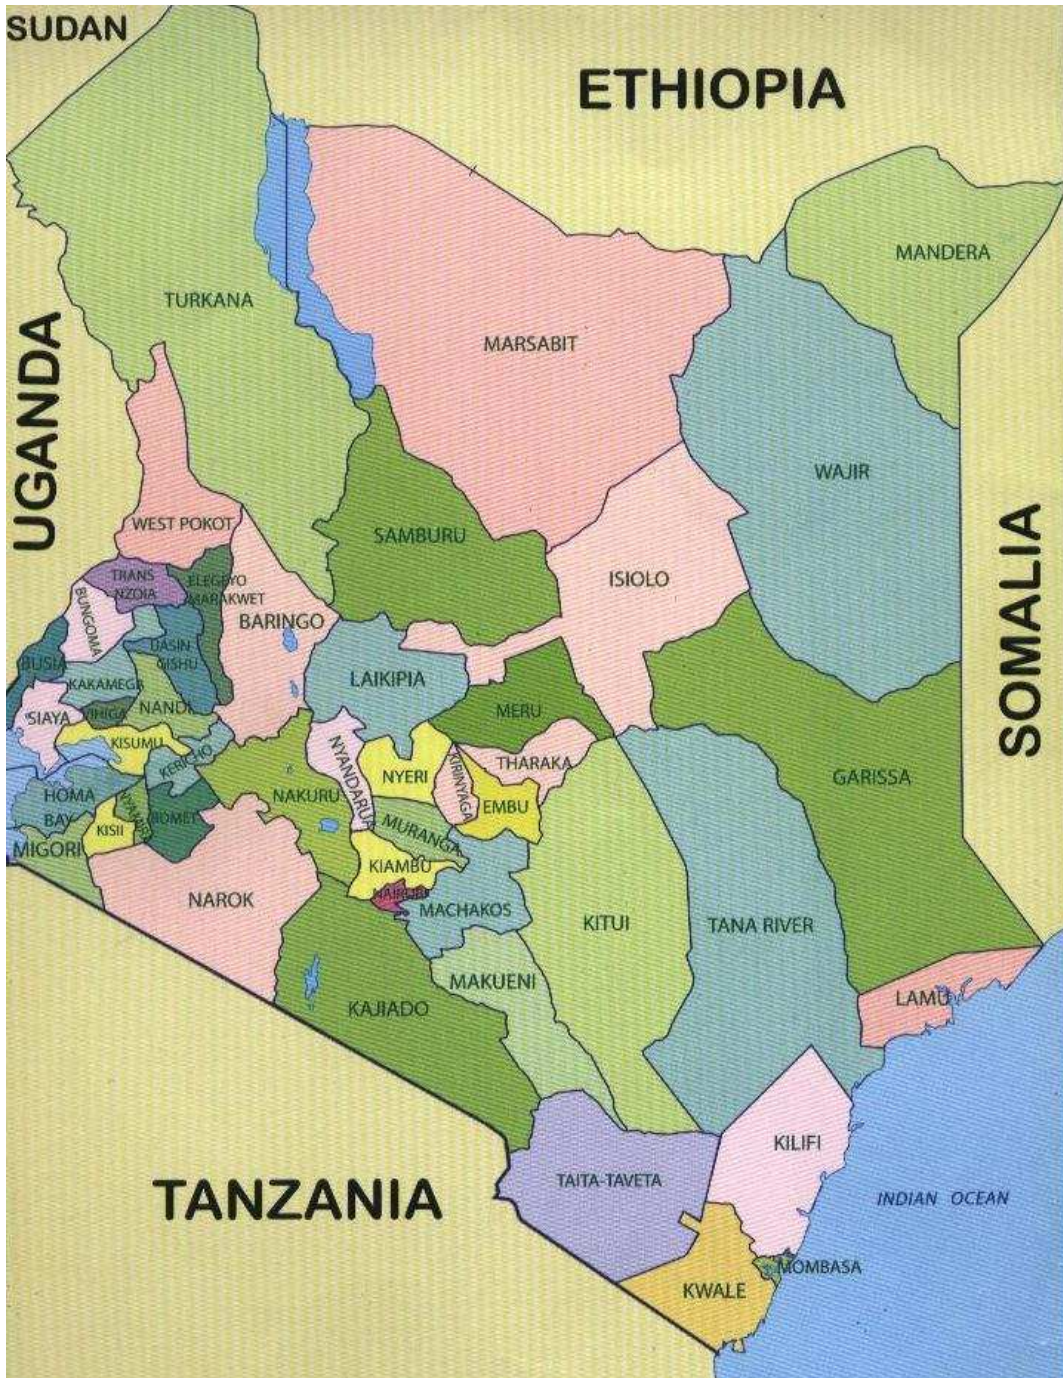 SUDAN
ETHIOPIA
MANDERA
TURKANA
MARSABIT
UGANDA
WAJIR
WEST POKOT
SAMBURU
SOMALIA
TRANS
NZOIA
ELEGEYO
MARAKWET
ISIOLO
BUNGOMA
BARINGO
UASIN
GISHU
BUSIA
KAKAMEGA
LAIKIPIA
SIAYA
VIHIGA
NANDI
MERU
KISUMU
KERICHO
NYANDARUA
NYERI
KIRINYAGA
THARAKA
GARISSA
HOMA
BAY
NYAMIRA
NAKURU
EMBU
KISII
BOMET
MURANGA
MIGORI
KIAMBU
NAROK
NAIROBI
MACHAKOS
KITUI
TANA RIVER
MAKUENI
LAMU
KAJIADO
KILIFI
TANZANIA
TAITA-TAVETA
INDIAN OCEAN
MOMBASA
KWALE